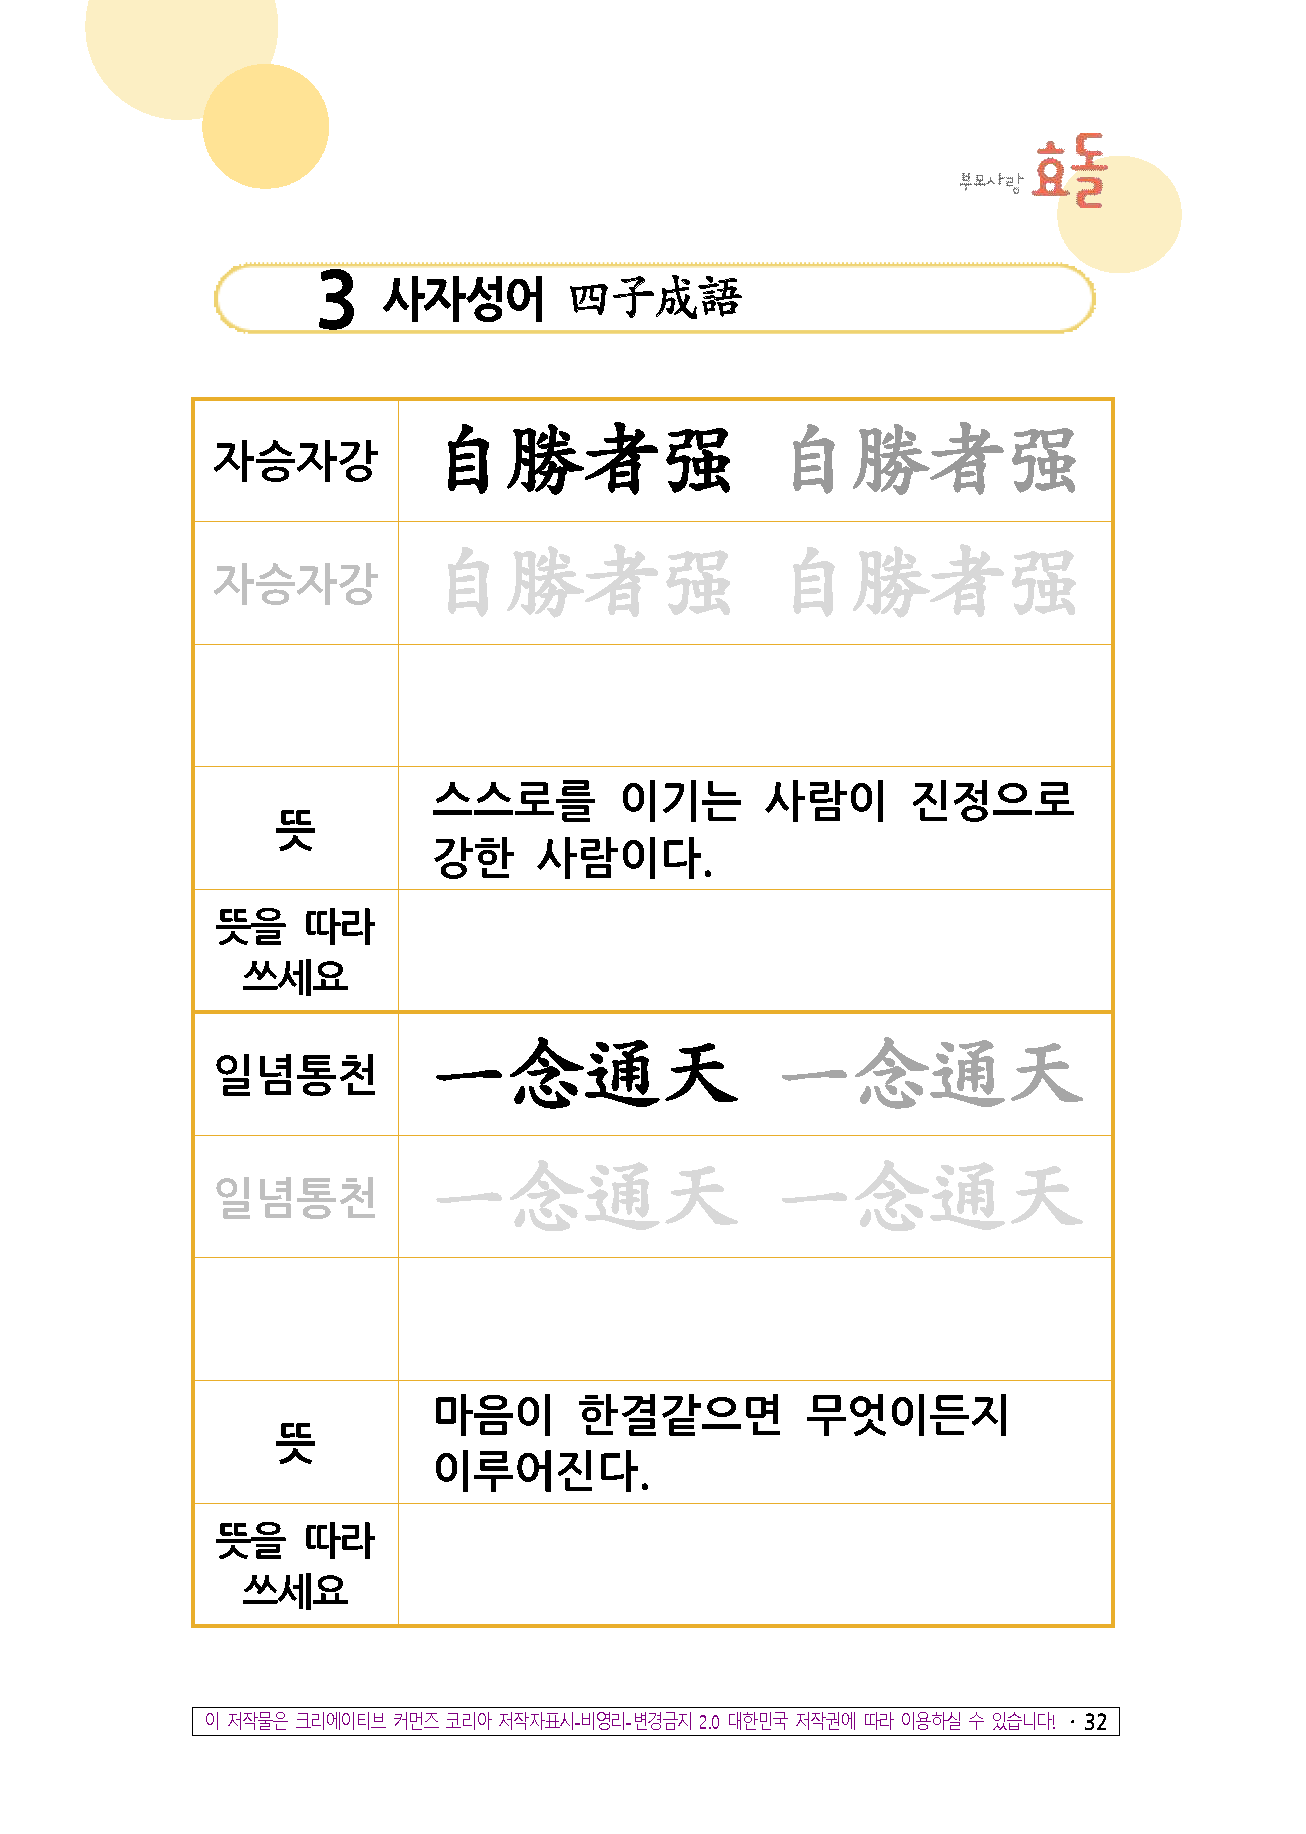 부모사랑 효돌
3 사자성어 四子成語
자승자강 自勝者强 自勝者强
자승자강 自勝者强 自勝者强
뜻
스스로를 이기는 사람이 진정으로
강한 사람이다.
뜻을 따라
쓰세요
일념통천 一念通天 一念通天
일념통천 一念通天 一念通天
뜻
마음이 한결같으면 무엇이든지
이루어진다.
뜻을 따라
쓰세요
이 저작물은 크리에이티브 커먼즈 코리아 저작자표시-비영리-변경금지 2.0 대한민국 저작권에 따라 이용하실 수 있습니다! · 32